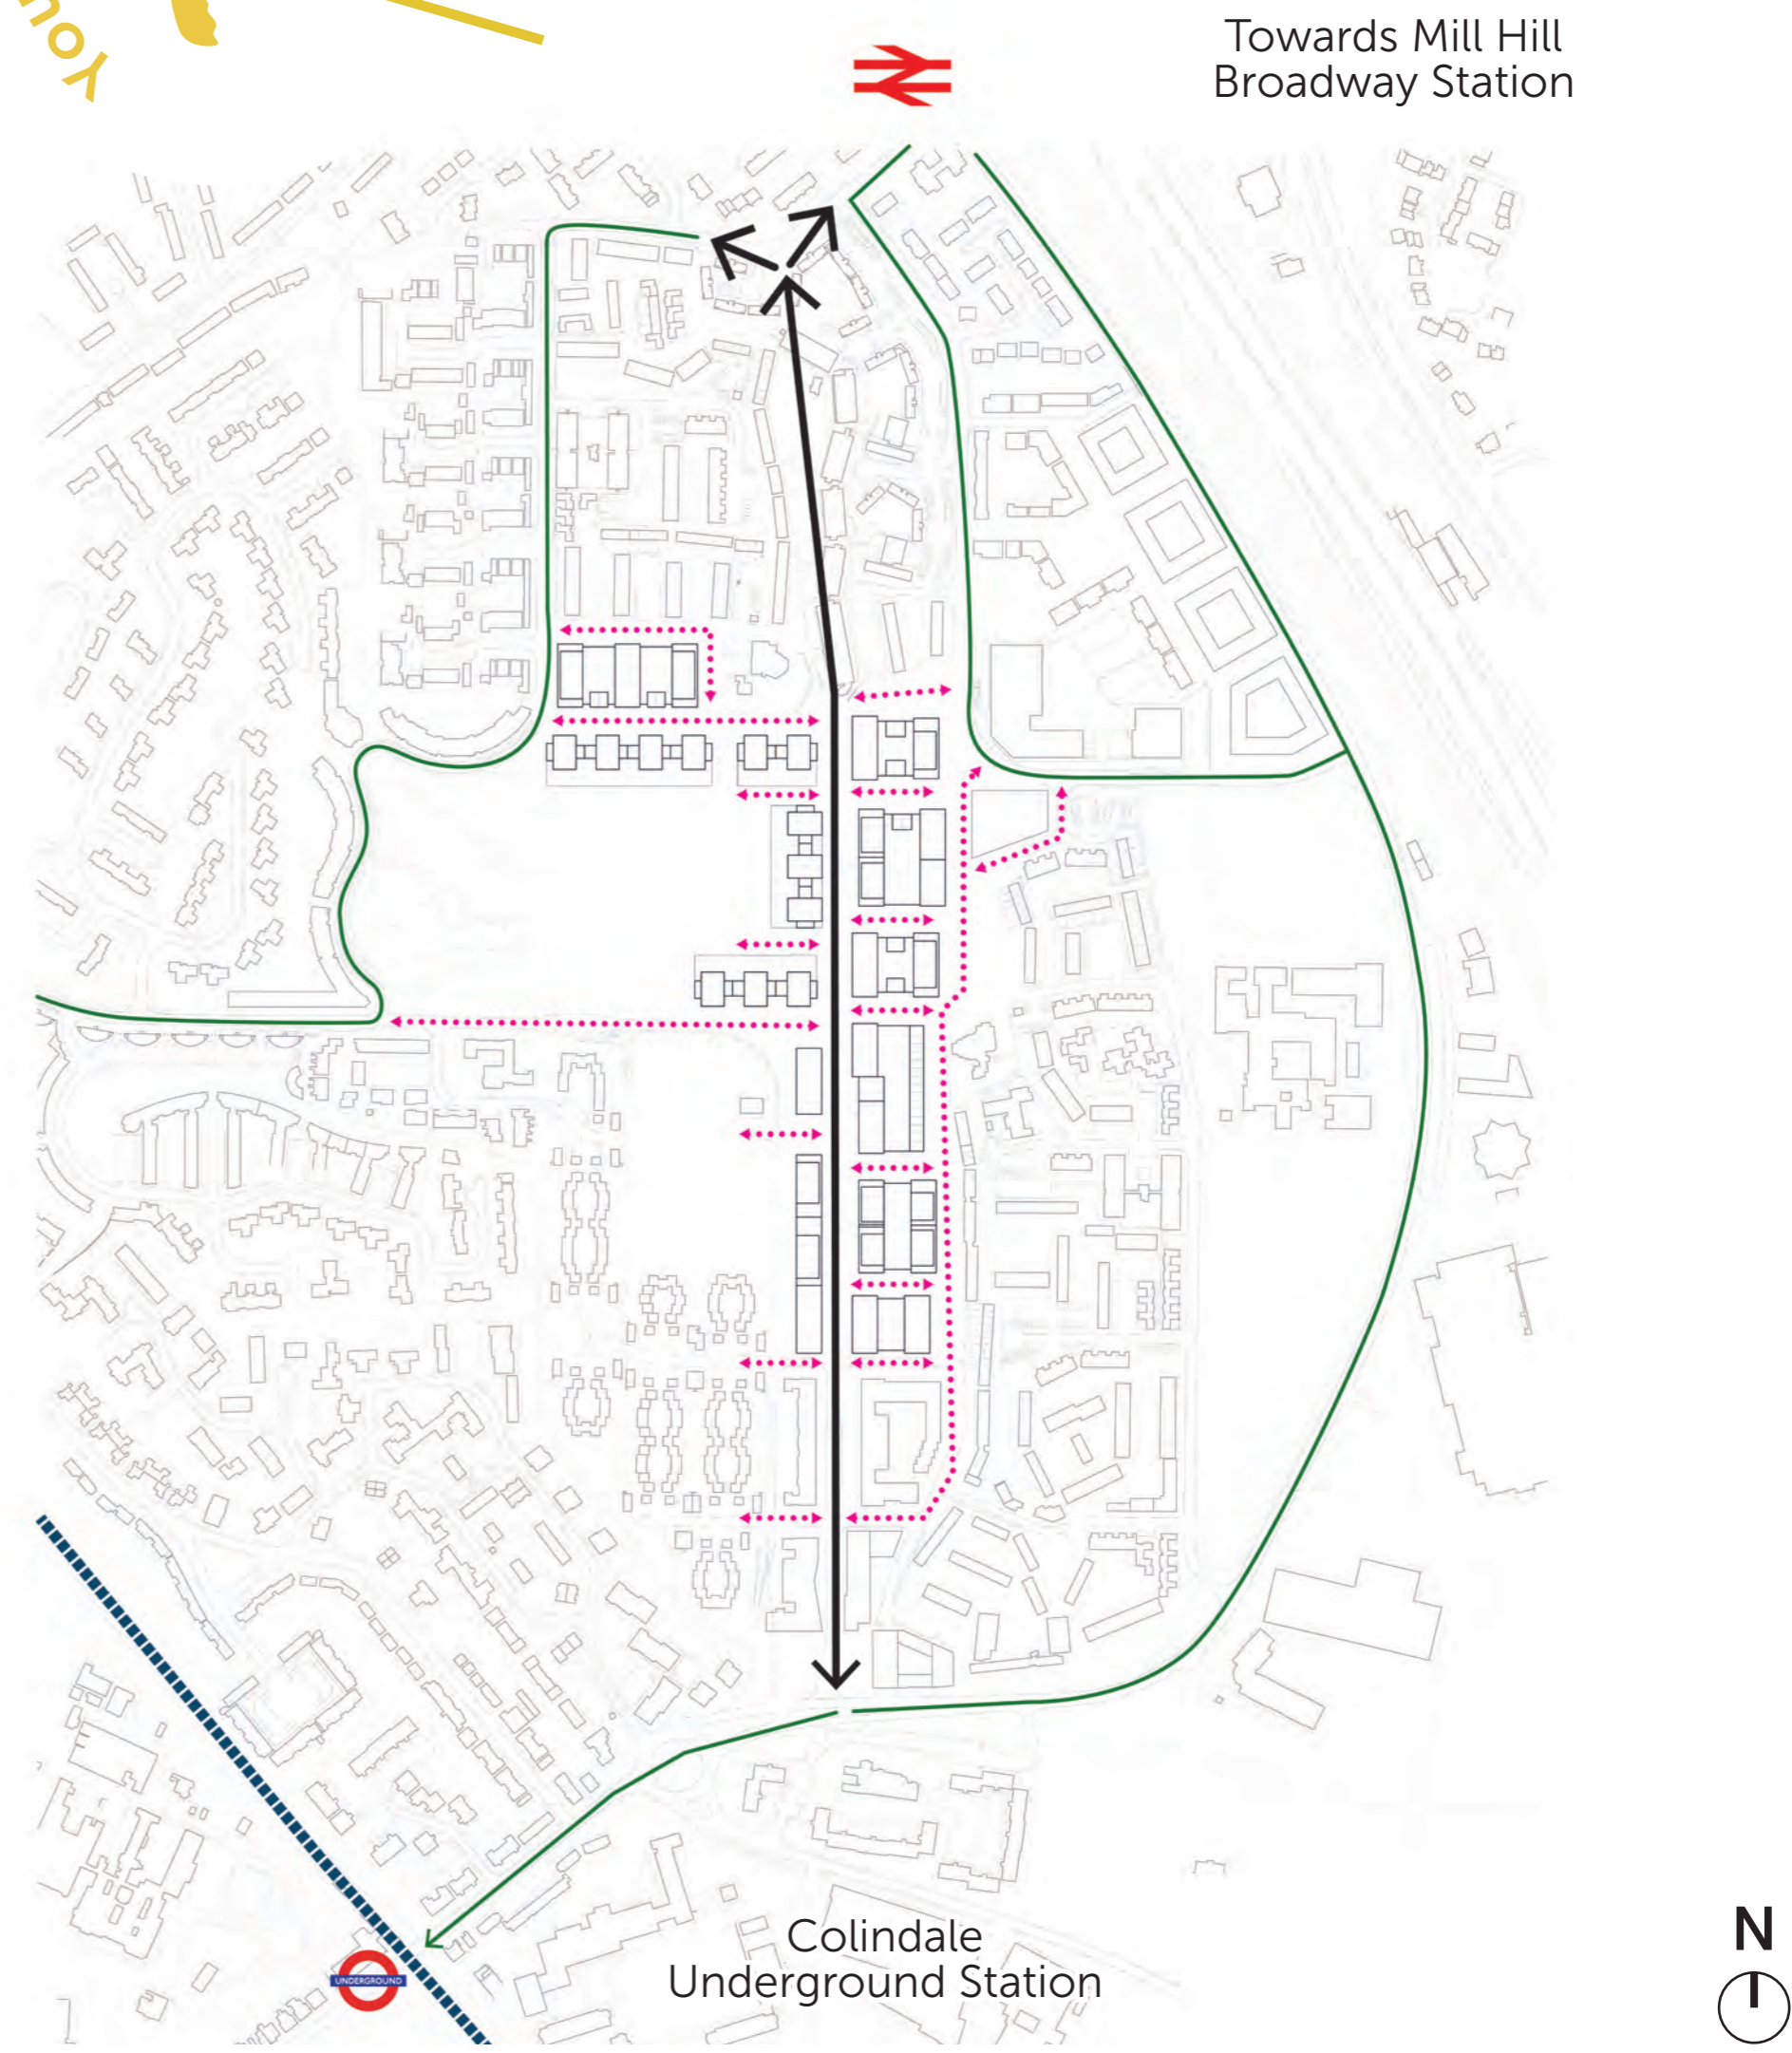 Towards Mill Hill
Broadway Station
UNDERGROUND
Colindale
Underground Station
N